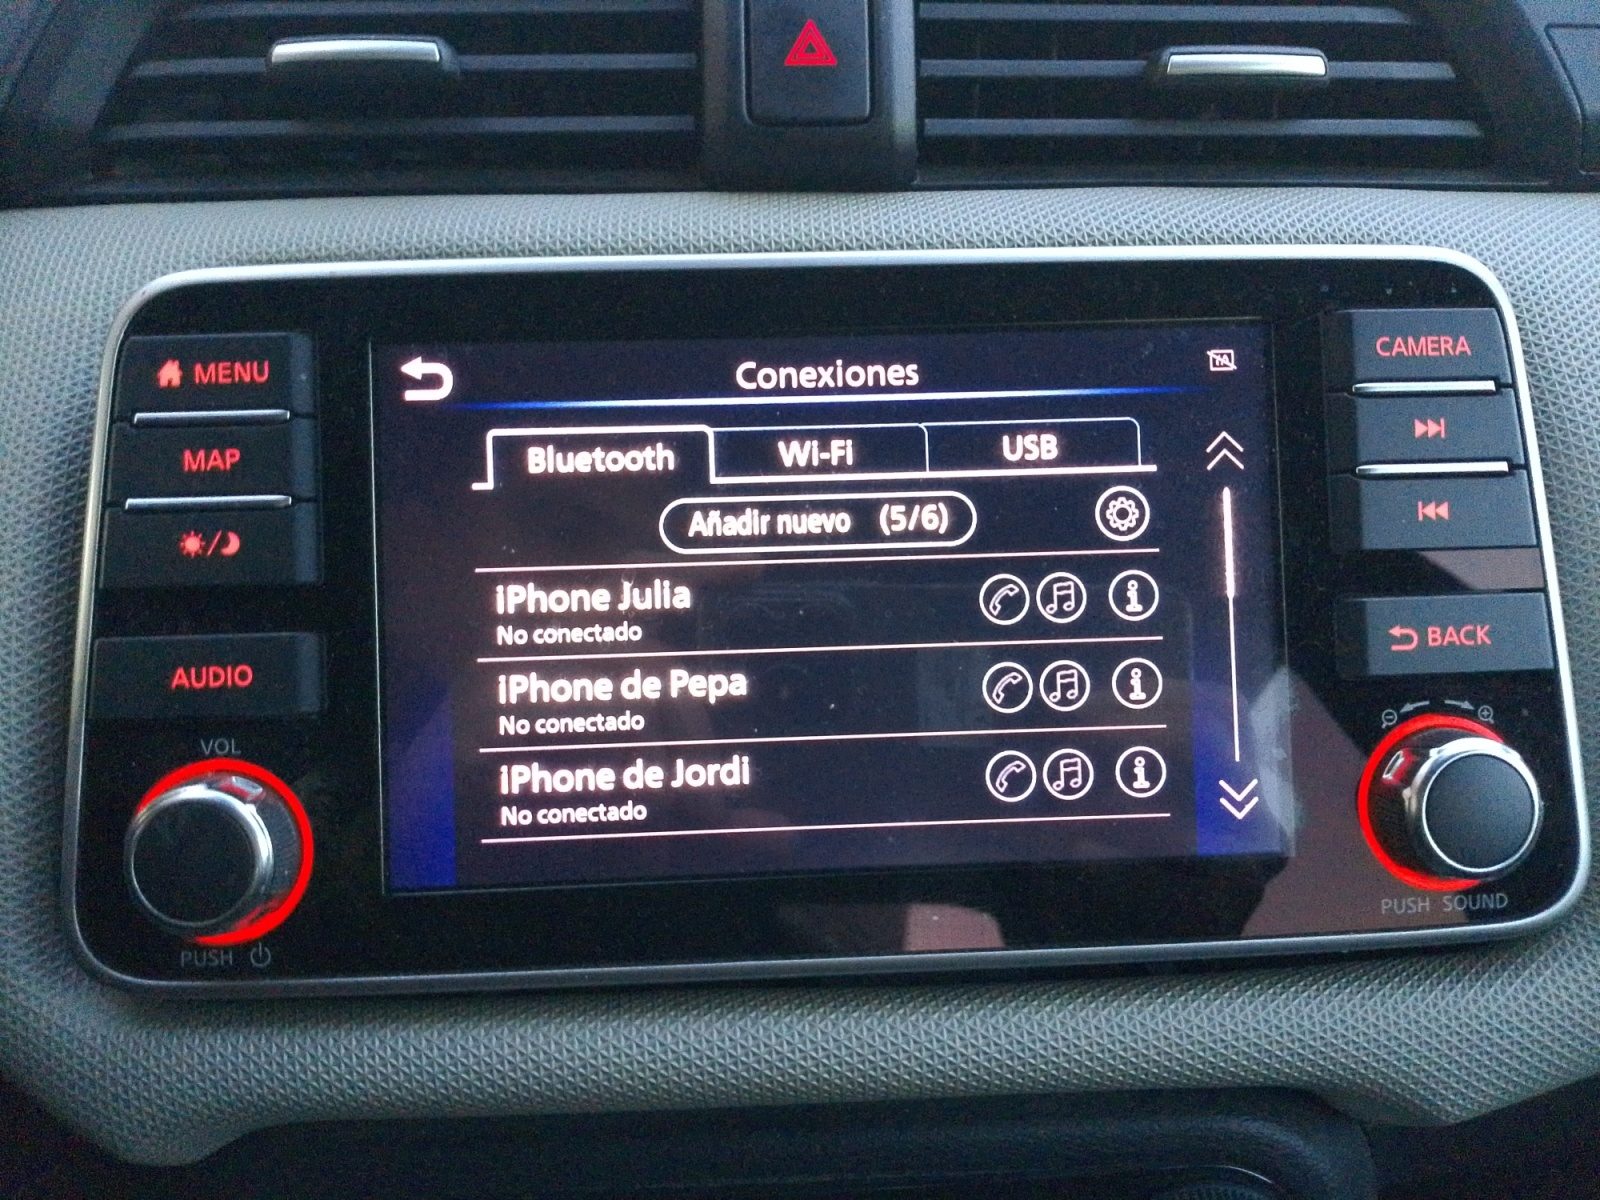 MENU
MAP
AUDIO
VOL
PUSH
Conexiones
TA
Bluetooth
Wi-Fi
USB
Añadir nuevo (5/6)
iPhone Julia
No conectado
iPhone de Pepa
No conectado
iPhone de Jordi
No conectado
CAMERA
BACK
PUSH SOUND